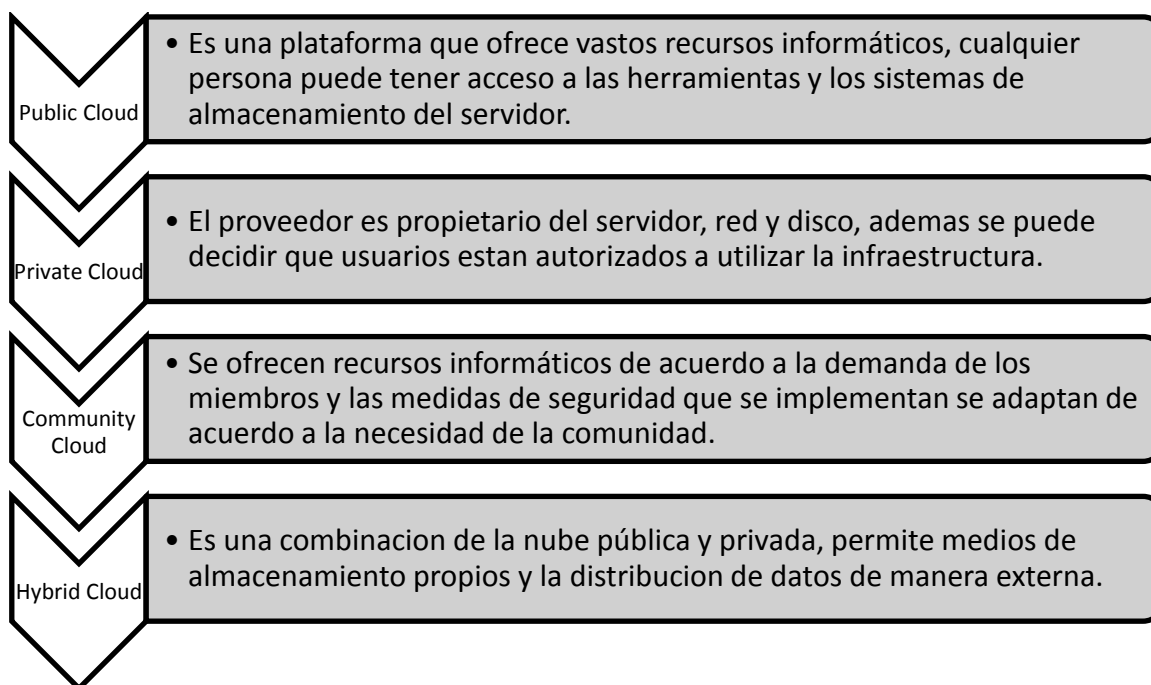 Public Cloud
• Es una plataforma que ofrece vastos recursos informáticos, cualquier
persona puede tener acceso a las herramientas y los sistemas de
almacenamiento del servidor.
Private Cloud
• El proveedor es propietario del servidor, red y disco, ademas se puede
decidir que usuarios estan autorizados a utilizar la infraestructura.
Community
Cloud
• Se ofrecen recursos informáticos de acuerdo a la demanda de los
miembros y las medidas de seguridad que se implementan se adaptan de
acuerdo a la necesidad de la comunidad.
Hybrid Cloud
• Es una combinacion de la nube pública y privada, permite medios de
almacenamiento propios y la distribucion de datos de manera externa.